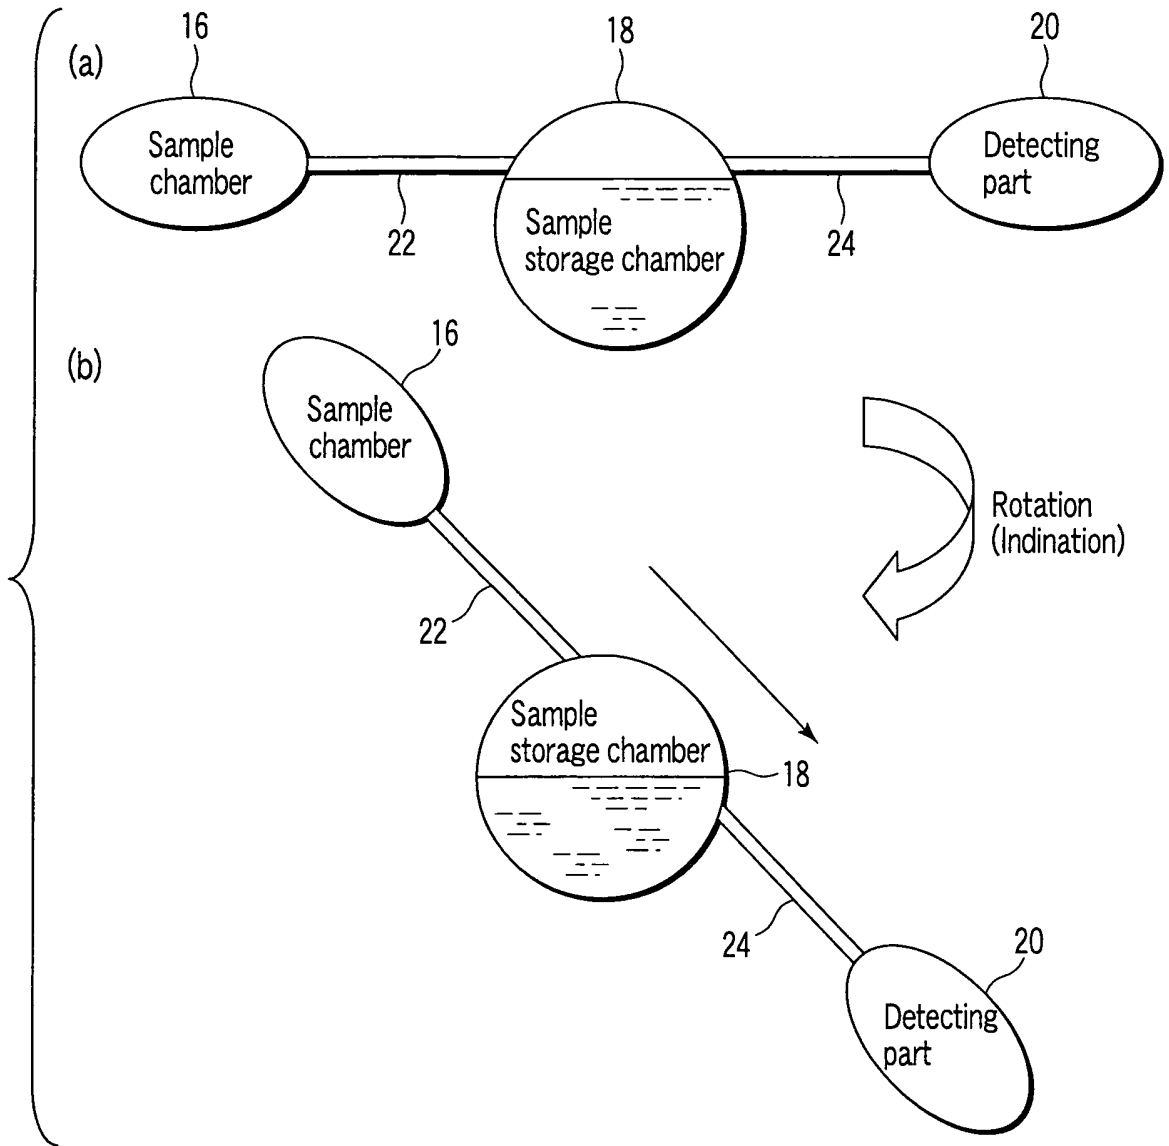 (a)
16
18
20
Sample
chamber
Detecting
part
22
24
Sample
storage chamber
(b)
16
Sample
chamber
Rotation
(Indination)
22
Sample
storage chamber
18
24
20
Detecting
part